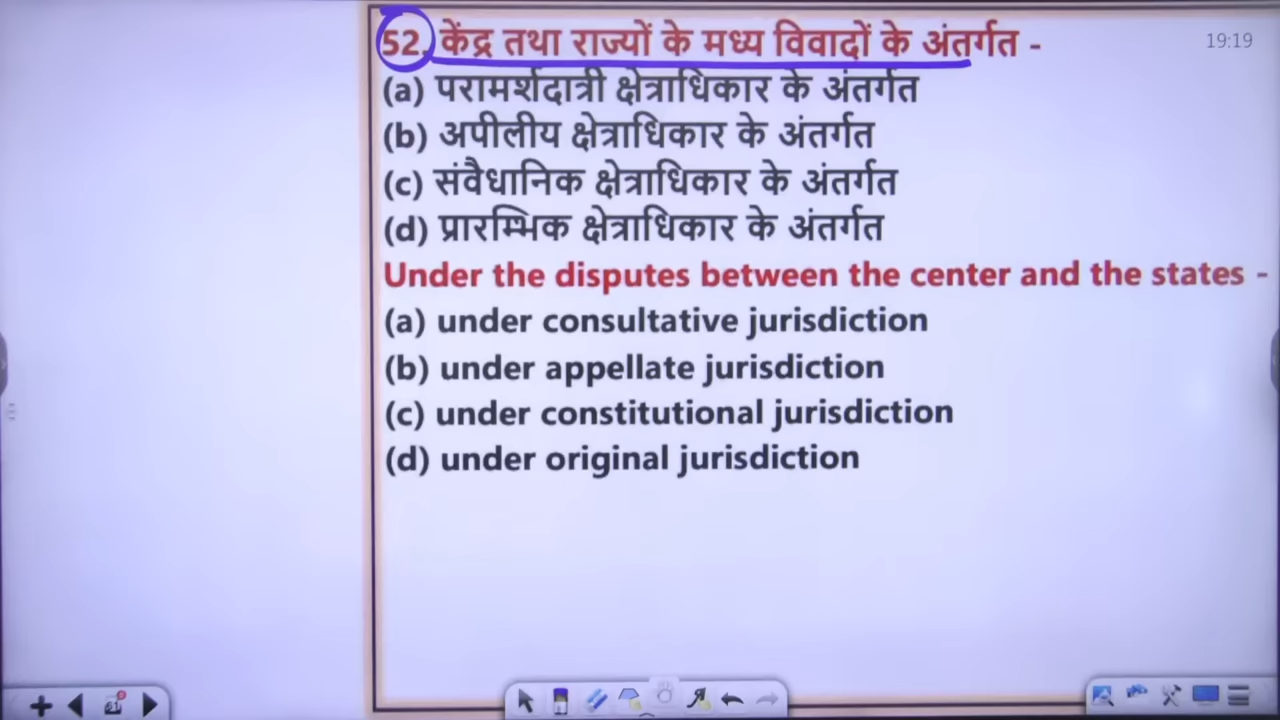 52. केंद्र तथा राज्यों के मध्य विवादों के अंतर्गत -
19:19
(a) परामर्शदात्री क्षेत्राधिकार के अंतर्गत
(b) अपीलीय क्षेत्राधिकार के अंतर्गत
(c) संवैधानिक क्षेत्राधिकार के अंतर्गत
(d) प्रारम्भिक क्षेत्राधिकार के अंतर्गत
Under the disputes between the center and the states -
(a) under consultative jurisdiction
(b) under appellate jurisdiction
(c) under constitutional jurisdiction
(d) under original jurisdiction